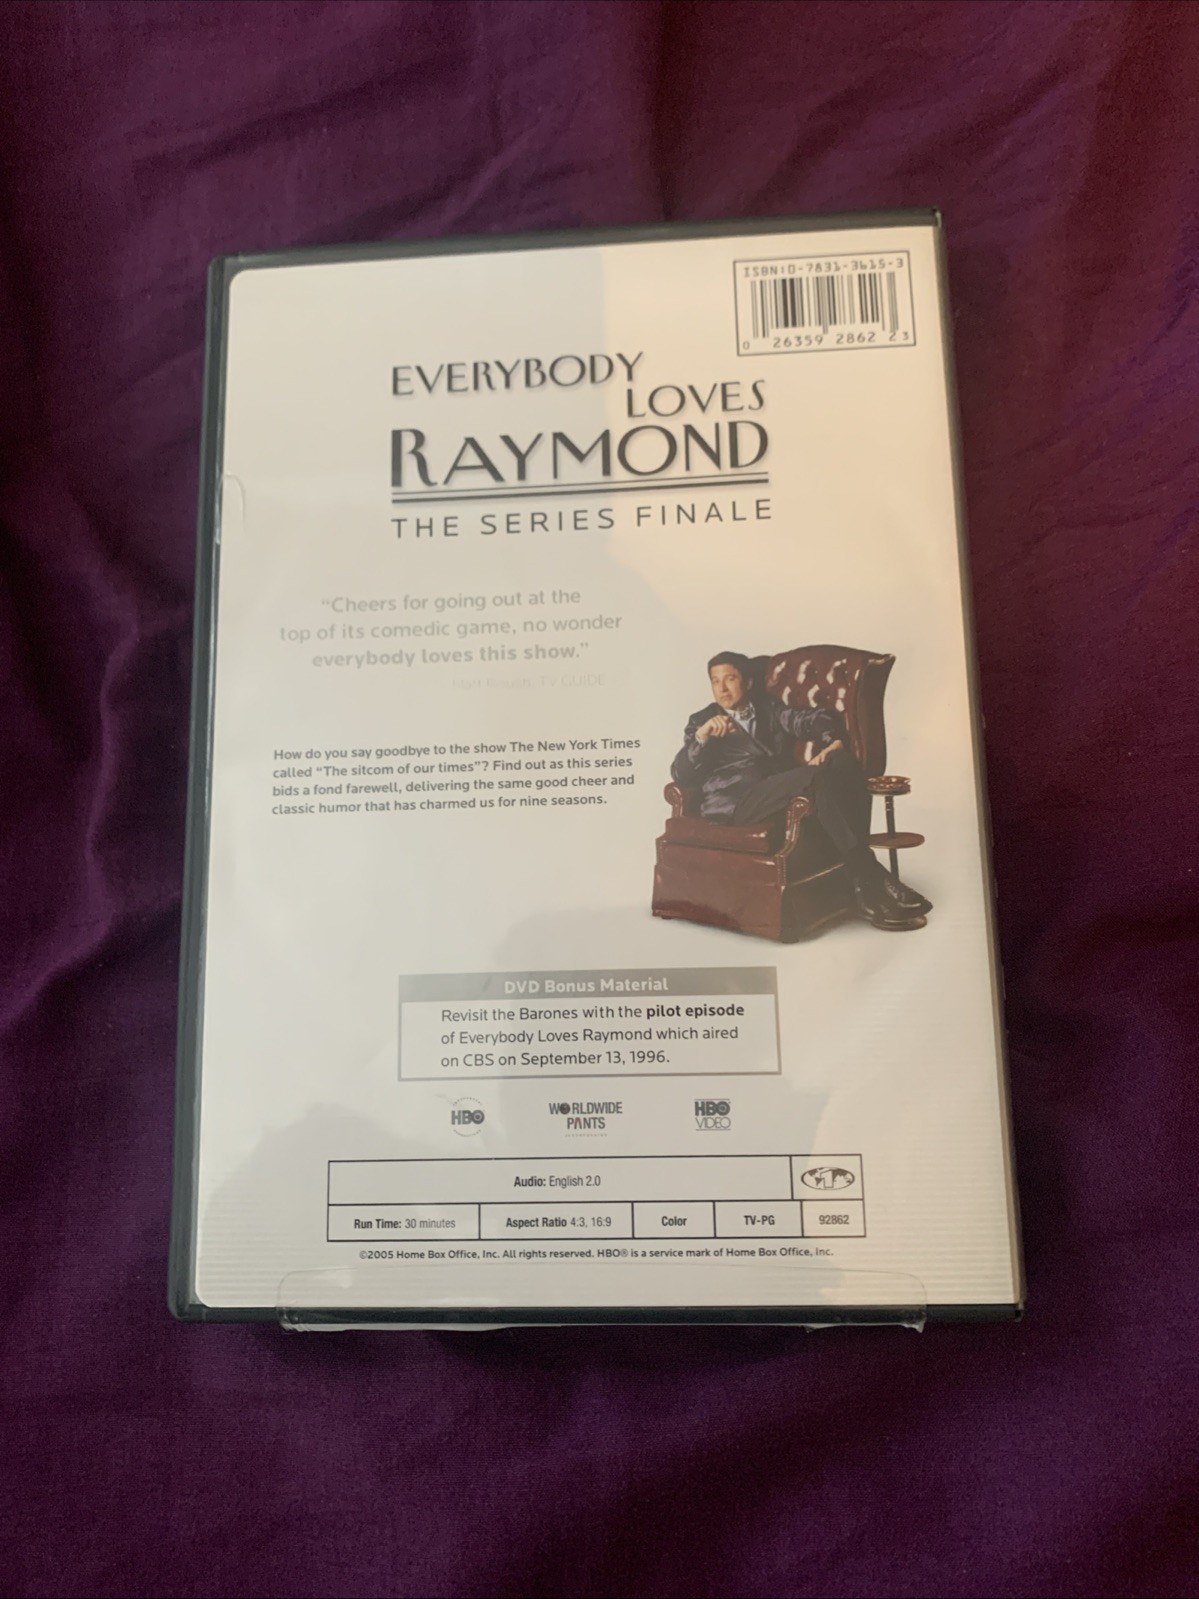 ISBN:0-7831-3615-3
0 26359 2862 23
EVERYBODY
LOVES
RAYMOND
THE SERIES FINALE
“Cheers for going out at the
top of its comedic game, no wonder
everybody loves this show.”
—Matt Roush, TV GUIDE
How do you say goodbye to the show The New York Times
called “The sitcom of our times”? Find out as this series
bids a fond farewell, delivering the same good cheer and
classic humor that has charmed us for nine seasons.
DVD Bonus Material
Revisit the Barones with the pilot episode
of Everybody Loves Raymond which aired
on CBS on September 13, 1996.
HBO
WORLDWIDE
PANTS
HBO
VIDEO
Audio: English 2.0
1
Run Time: 30 minutes
Aspect Ratio 4:3, 16:9
Color
TV-PG
92862
©2005 Home Box Office, Inc. All rights reserved. HBO® is a service mark of Home Box Office, Inc.